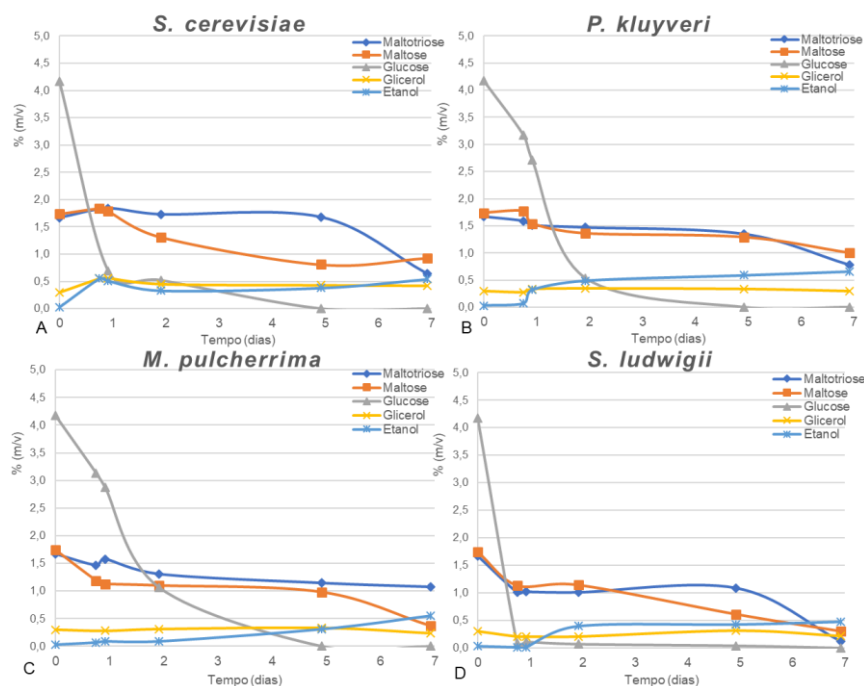 S. cerevisiae
5,0
4,5
4,0
3,5
3,0
2,5
2,0
1,5
1,0
0,5
0,0
% (m/v)
Maltotriose
Maltose
Glucose
Glicerol
Etanol
0 1 2 3 4 5 6 7
A
Tempo (dias)
P. kluyveri
5,0
4,5
4,0
3,5
3,0
2,5
2,0
1,5
1,0
0,5
0,0
% (m/v)
Maltotriose
Maltose
Glucose
Glicerol
Etanol
0 1 2 3 4 5 6 7
B
Tempo (dias)
M. pulcherrima
5,0
4,5
4,0
3,5
3,0
2,5
2,0
1,5
1,0
0,5
0,0
% (m/v)
Maltotriose
Maltose
Glucose
Glicerol
Etanol
0 1 2 3 4 5 6 7
C
Tempo (dias)
S. ludwigii
5,0
4,5
4,0
3,5
3,0
2,5
2,0
1,5
1,0
0,5
0,0
% (m/v)
Maltotriose
Maltose
Glucose
Glicerol
Etanol
0 1 2 3 4 5 6 7
D
Tempo (dias)